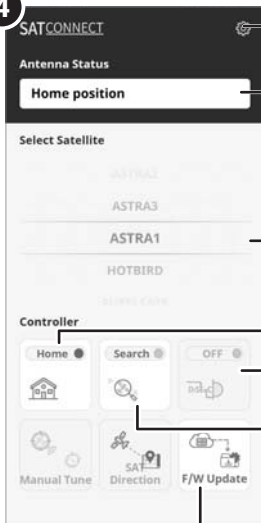 4
SATCONNECT
Antenna Status
Home position
Select Satellite
ASTRA2
ASTRA3
ASTRA1
HOTBIRD
Controller
Home Search OFF
Manual Tune SAT Direction F/W Update